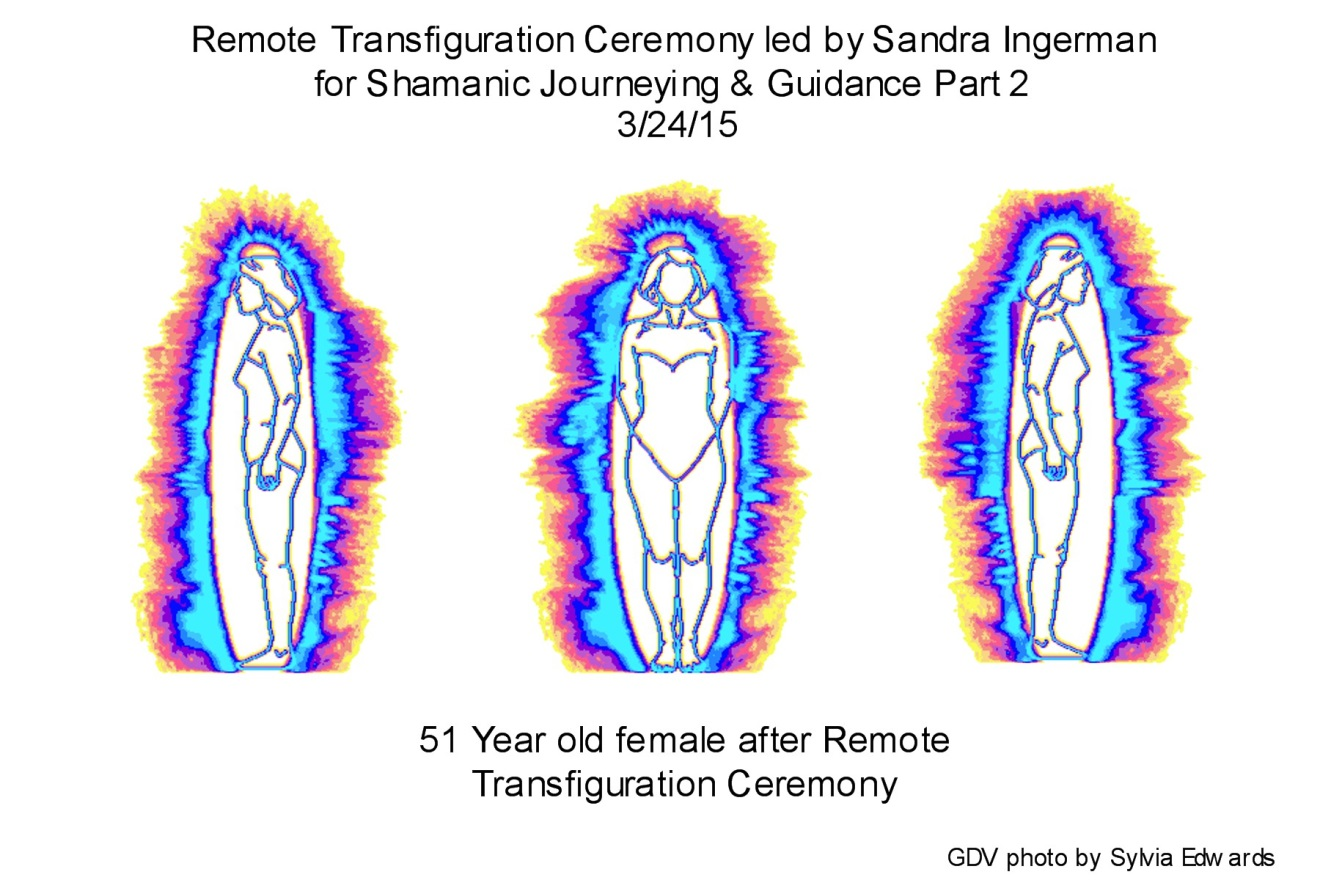 Remote Transfiguration Ceremony led by Sandra Ingerman
for Shamanic Journeying & Guidance Part 2
3/24/15
51 Year old female after Remote
Transfiguration Ceremony
GDV photo by Sylvia Edwards